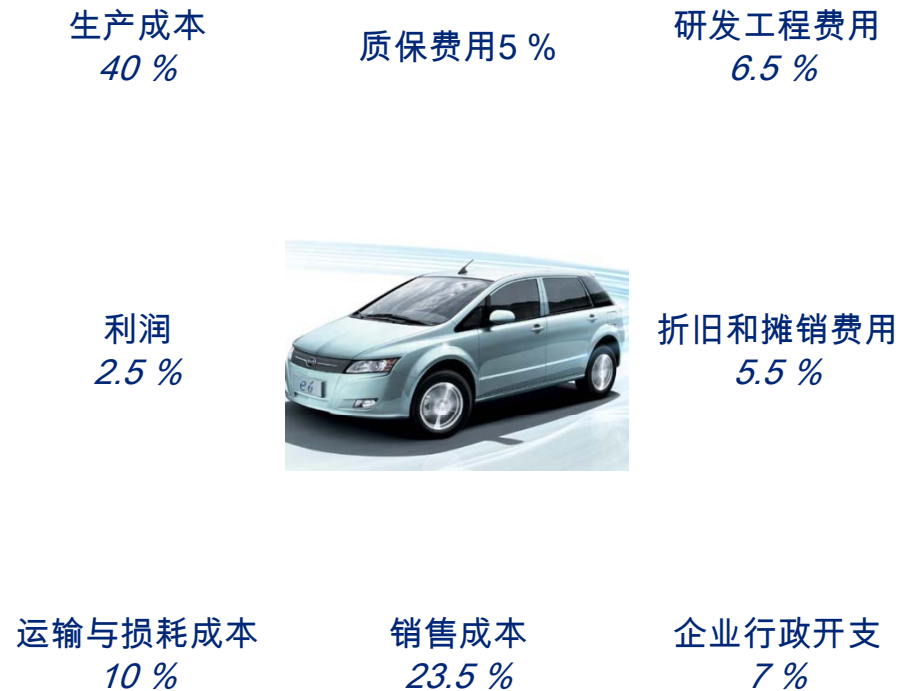 生产成本
40 %
质保费用5 %
研发工程费用
6.5 %
利润
2.5 %
e6
折旧和摊销费用
5.5 %
运输与损耗成本
10 %
销售成本
23.5 %
企业行政开支
7 %